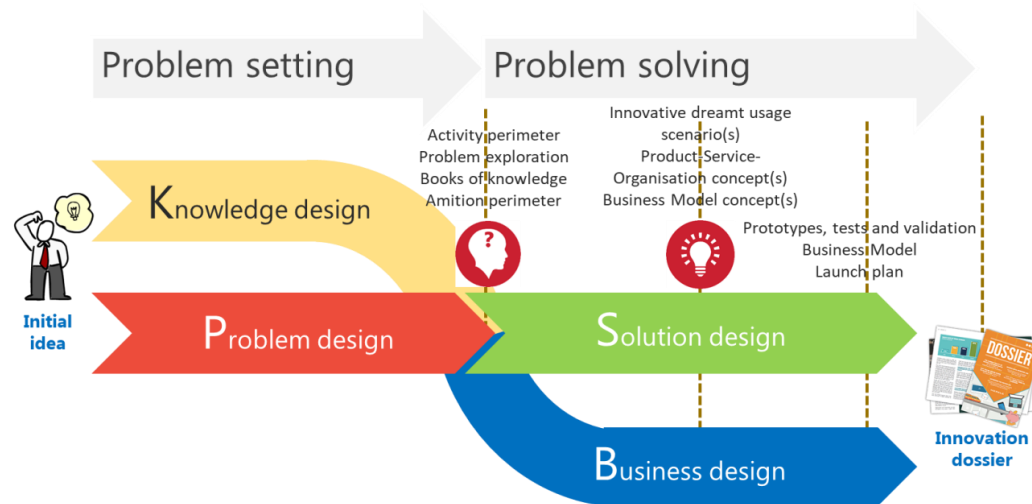 Problem setting
Problem solving
Activity perimeter
Problem exploration
Books of knowledge
Amition perimeter
Innovative dreamt usage
scenario(s)
Product-Service-
Organisation concept(s)
Business Model concept(s)
Prototypes, tests and validation
Business Model
Launch plan
Knowledge design
?
Initial
idea
Problem design
Solution design
DOSSIER
Innovation
dossier
Business design